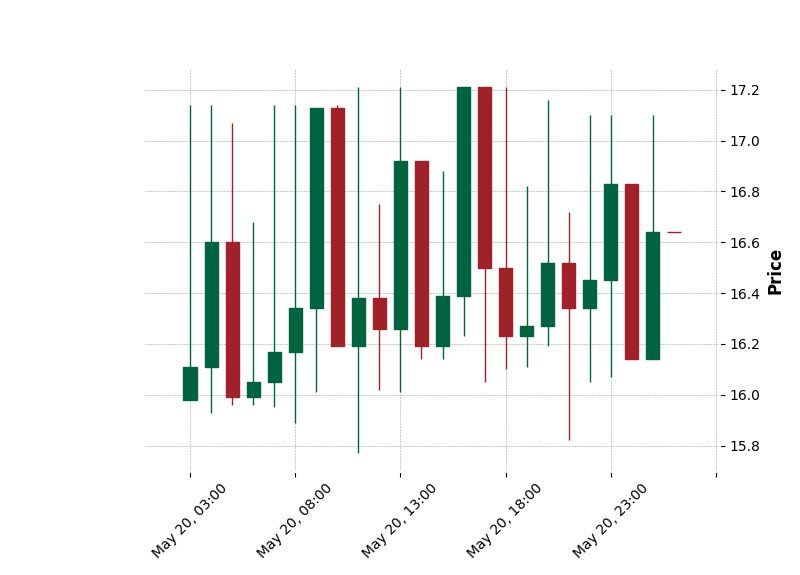 17.2
17.0
16.8
16.6
16.4
16.2
16.0
15.8
Price
May 20, 03:00
May 20, 08:00
May 20, 13:00
May 20, 18:00
May 20, 23:00